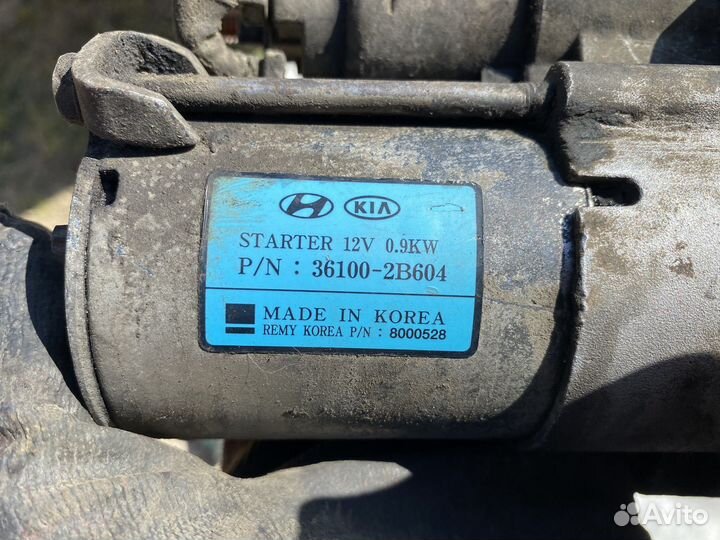 KIA
STARTER 12V 0.9KW
P/N : 36100-2B604
MADE IN KOREA
REMY KOREA P/N : 8000528
Avito